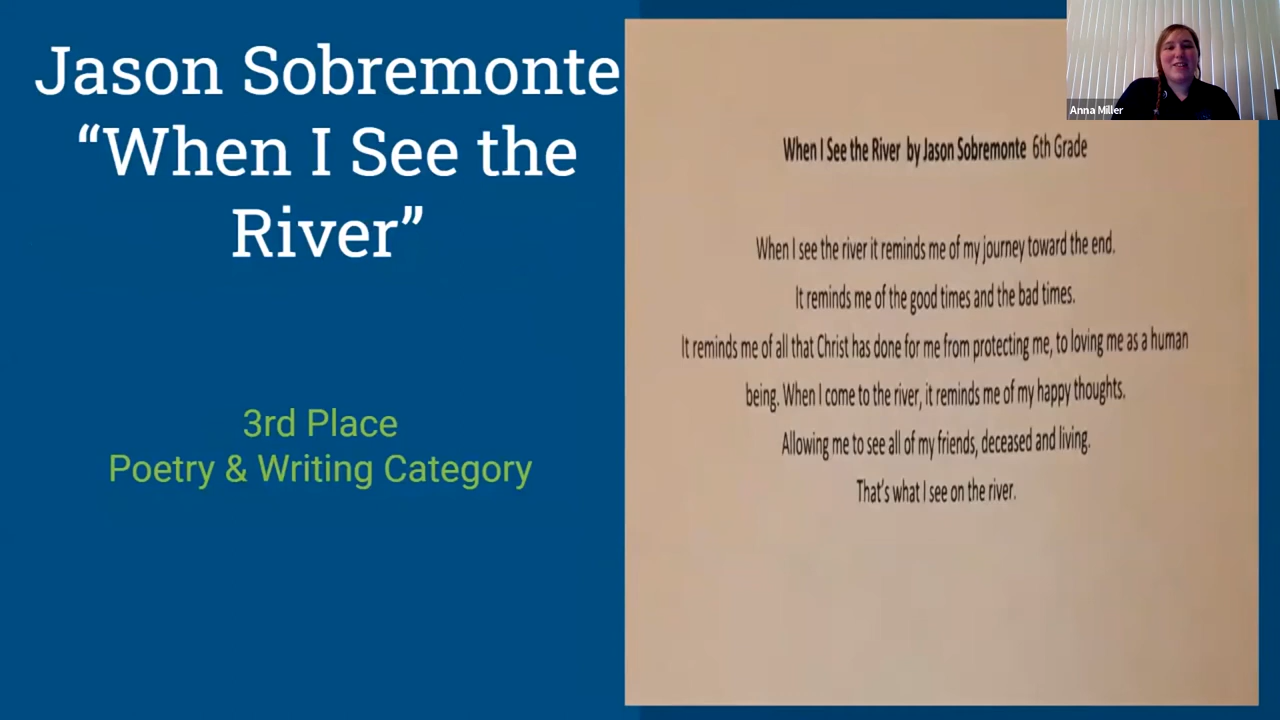 Jason Sobremonte
“When I See the
River”
3rd Place
Poetry & Writing Category
Anna Miller
When I See the River by Jason Sobremonte 6th Grade
When I see the river it reminds me of my journey toward the end.
It reminds me of the good times and the bad times.
It reminds me of all that Christ has done for me from protecting me, to loving me as a human
being. When I come to the river, it reminds me of my happy thoughts.
Allowing me to see all of my friends, deceased and living.
That's what I see on the river.